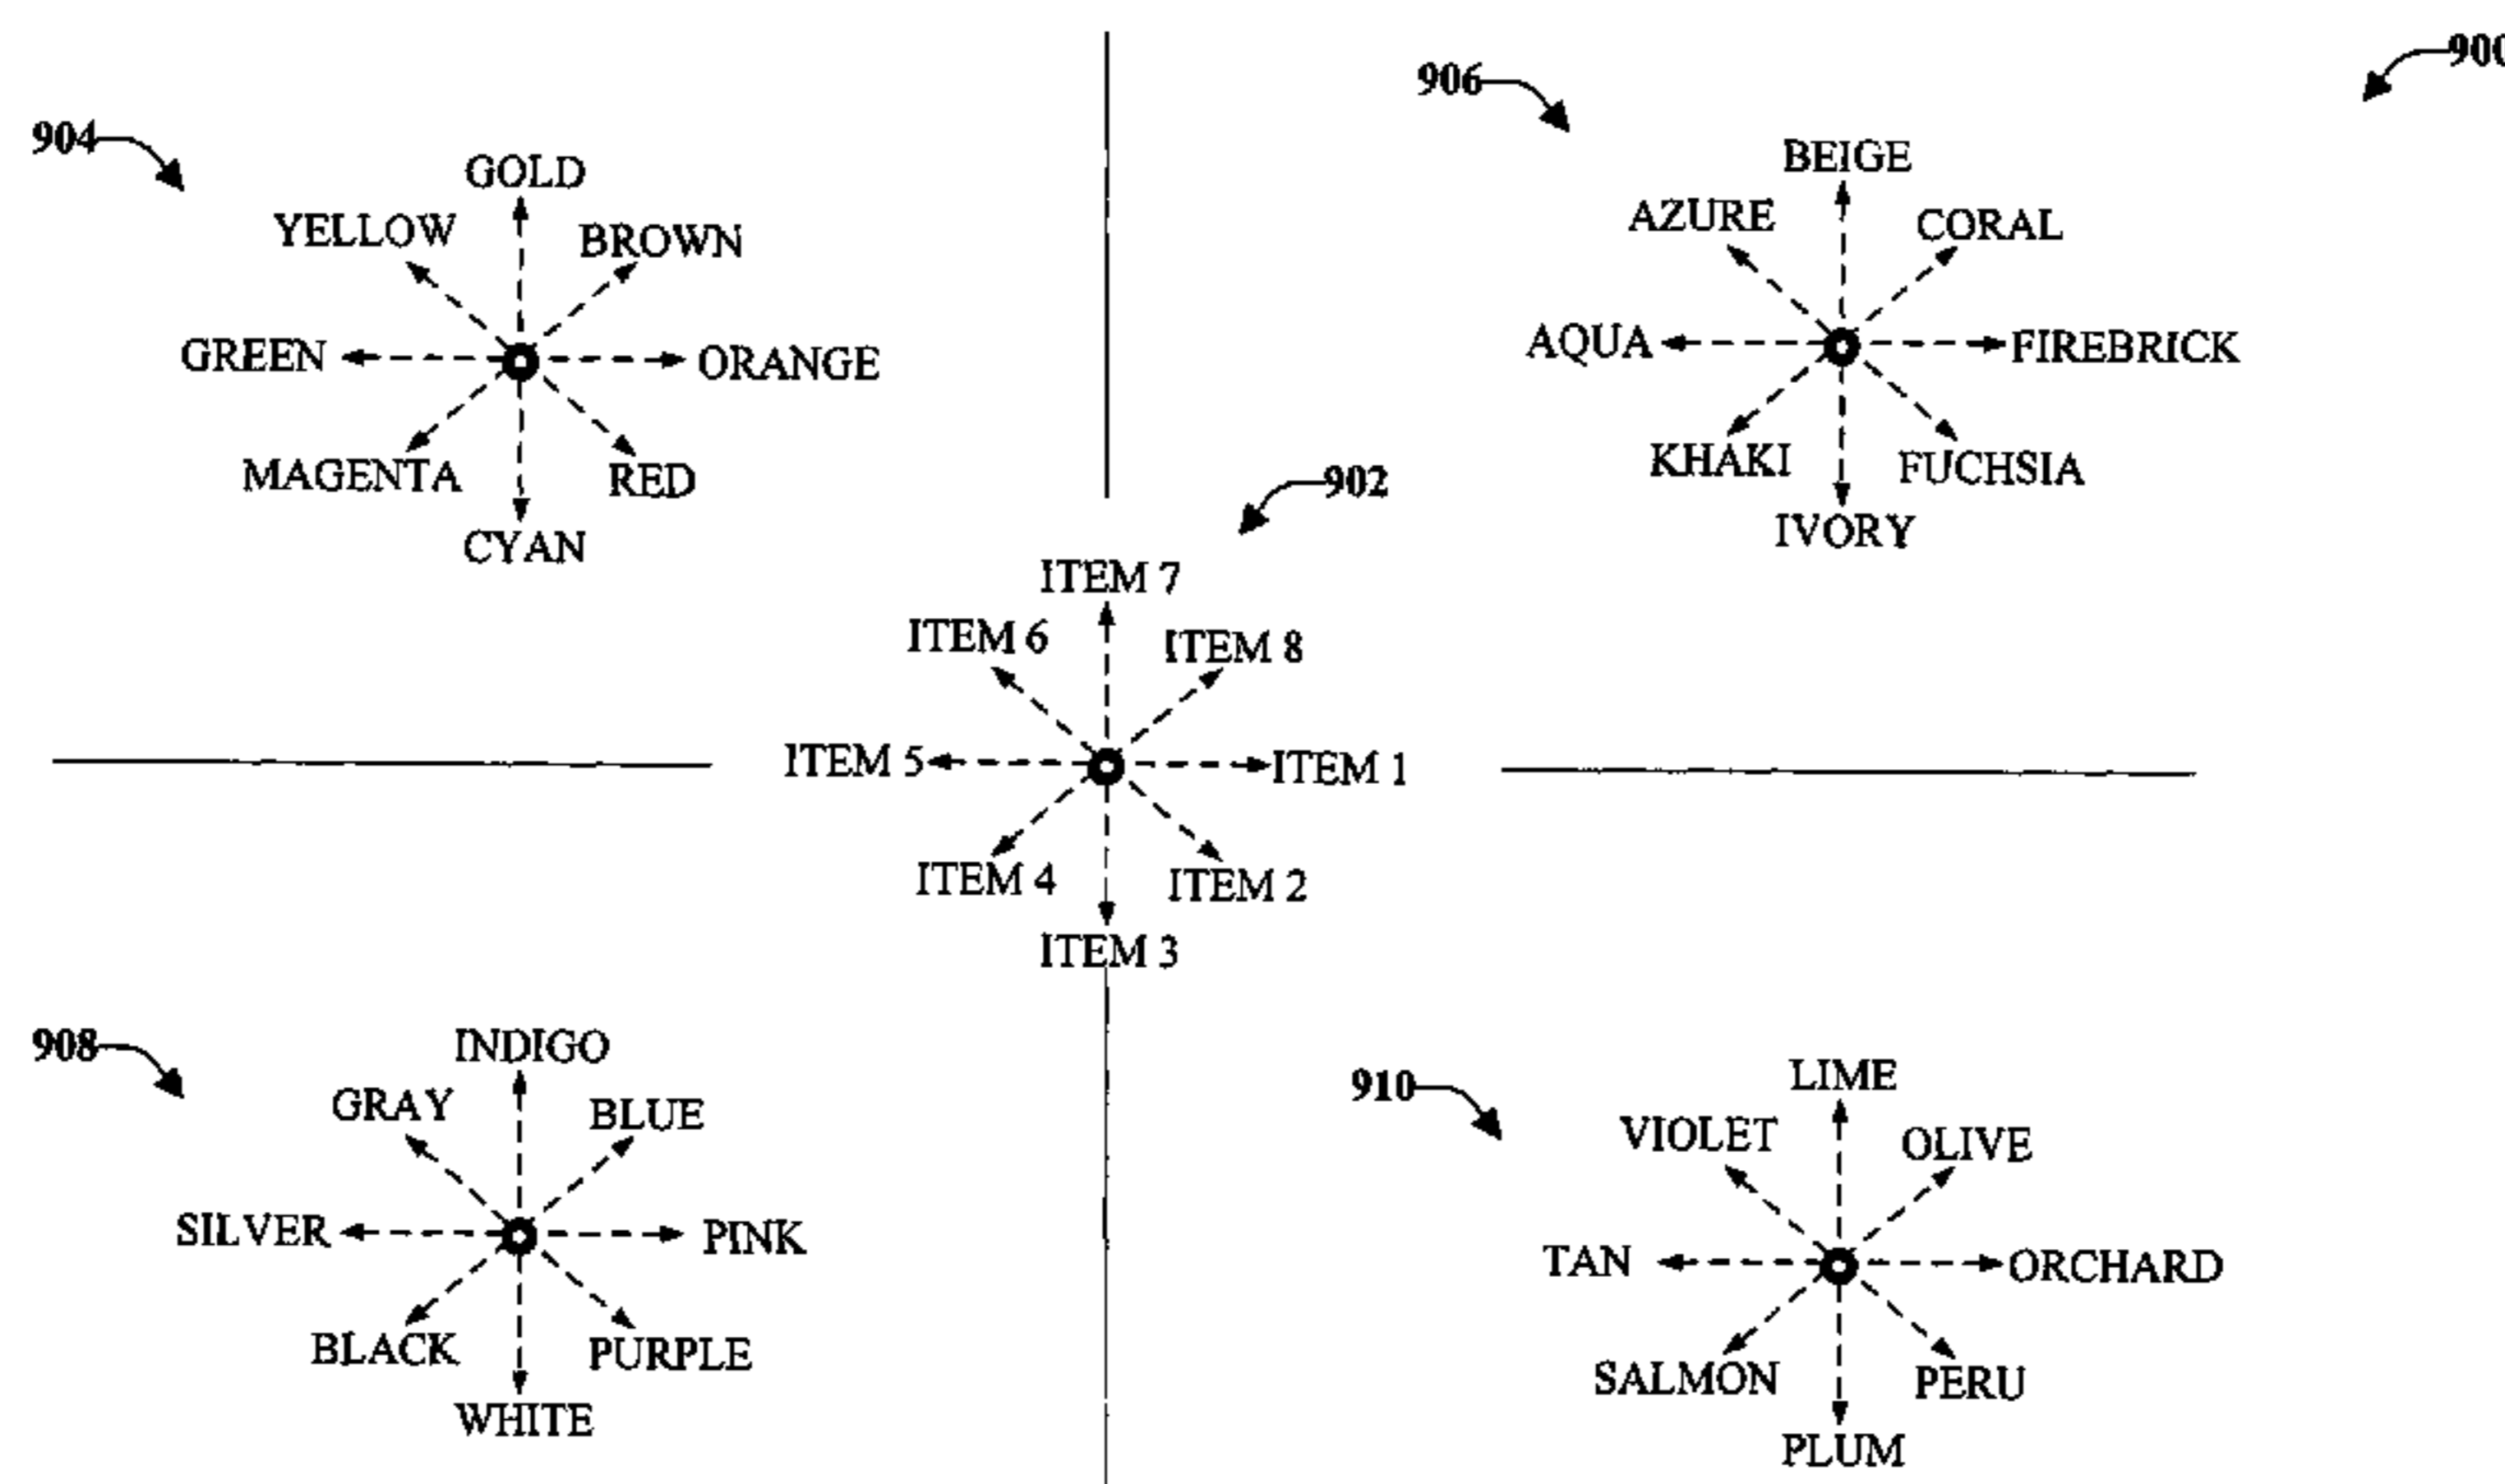 900
906
904
GOLD
YELLOW
BROWN
GREEN
ORANGE
MAGENTA
RED
CYAN
BEIGE
AZURE
CORAL
AQUA
FIREBRICK
KHAKI
FUCHSIA
IVORY
902
ITEM 7
ITEM 6
ITEM 8
ITEM 5
ITEM 1
ITEM 4
ITEM 2
ITEM 3
908
INDIGO
GRAY
BLUE
SILVER
PINK
BLACK
PURPLE
WHITE
910
LIME
VIOLET
OLIVE
TAN
ORCHARD
SALMON
PERU
PLUM